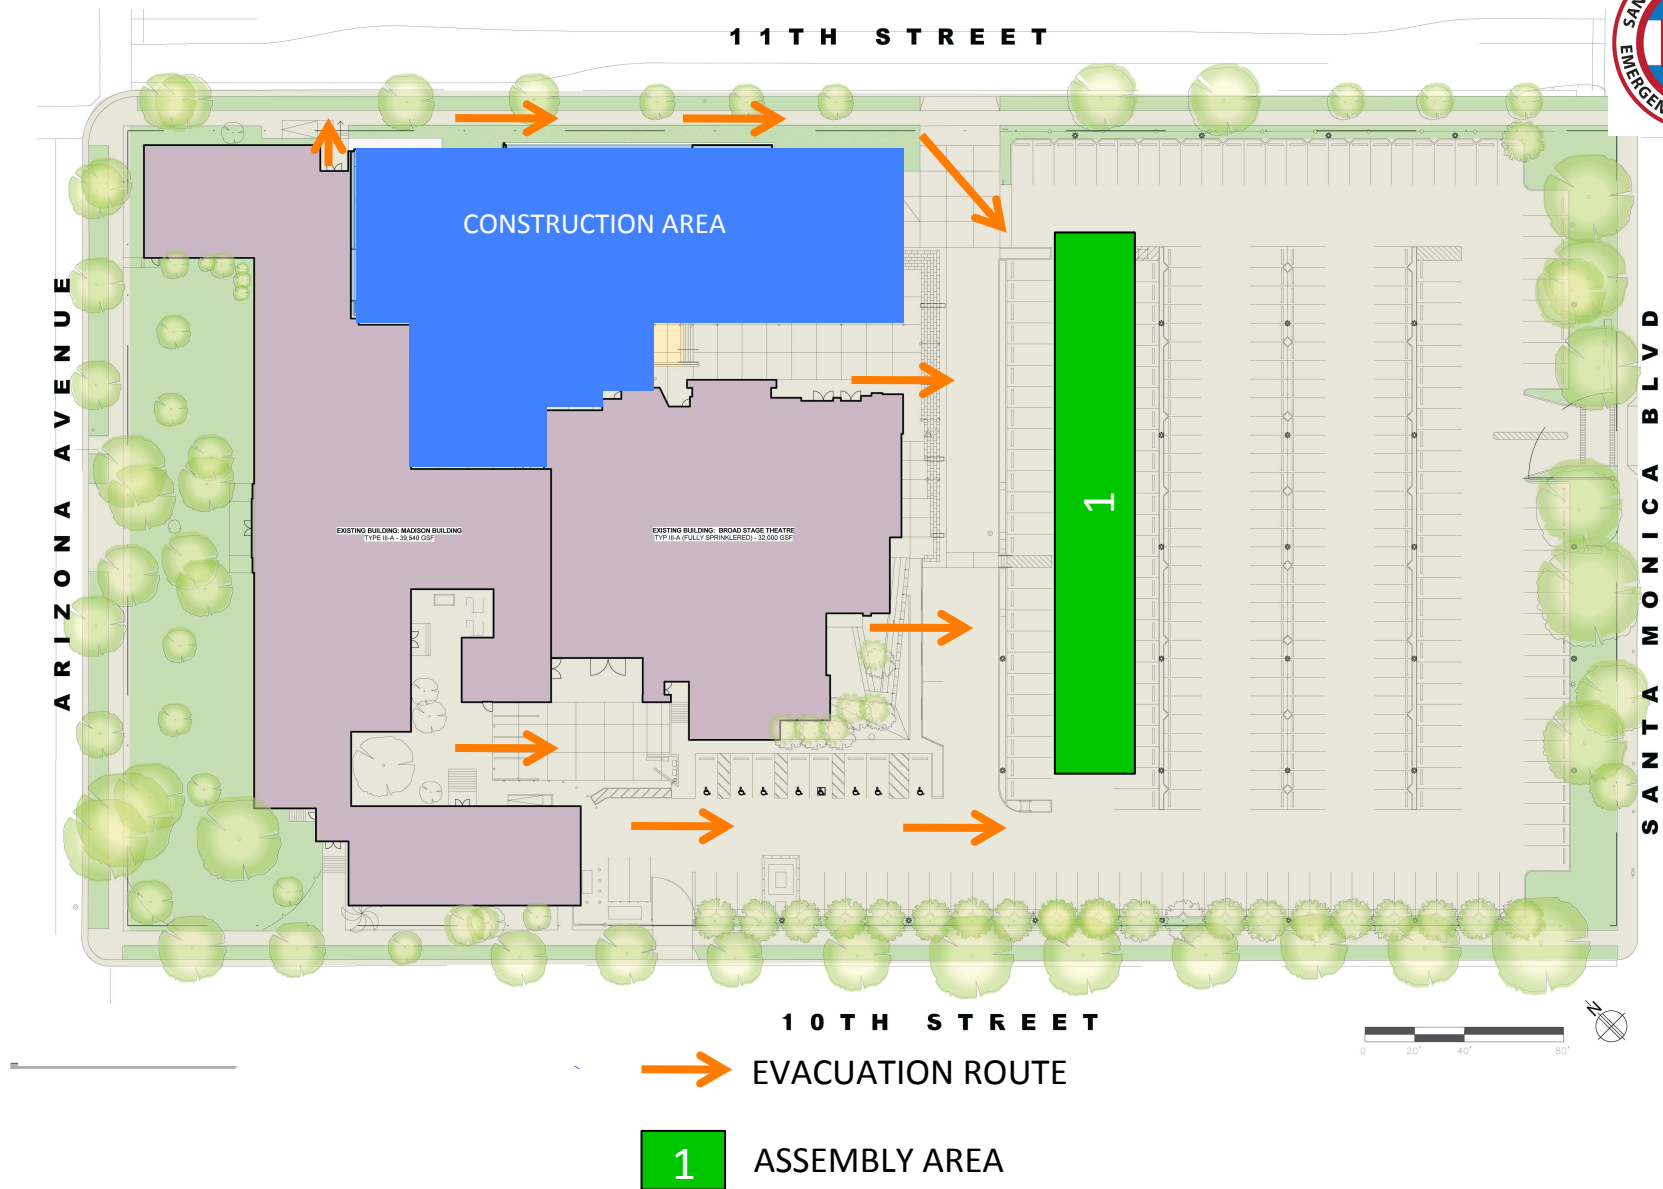 11TH STREET
SAN
EMERGEN
CONSTRUCTION AREA
ARIZONA AVENUE
SANTA MONICA BLVD
1
EXISTING BUILDING: MADISON BUILDING
TYPE III-A - 39,540 GSF
EXISTING BUILDING: BROAD STAGE THEATRE
TYP III-A (FULLY SPRINKLERED) - 32,000 GSF
10TH STREET
N
0 20' 40' 80'
EVACUATION ROUTE
1 ASSEMBLY AREA